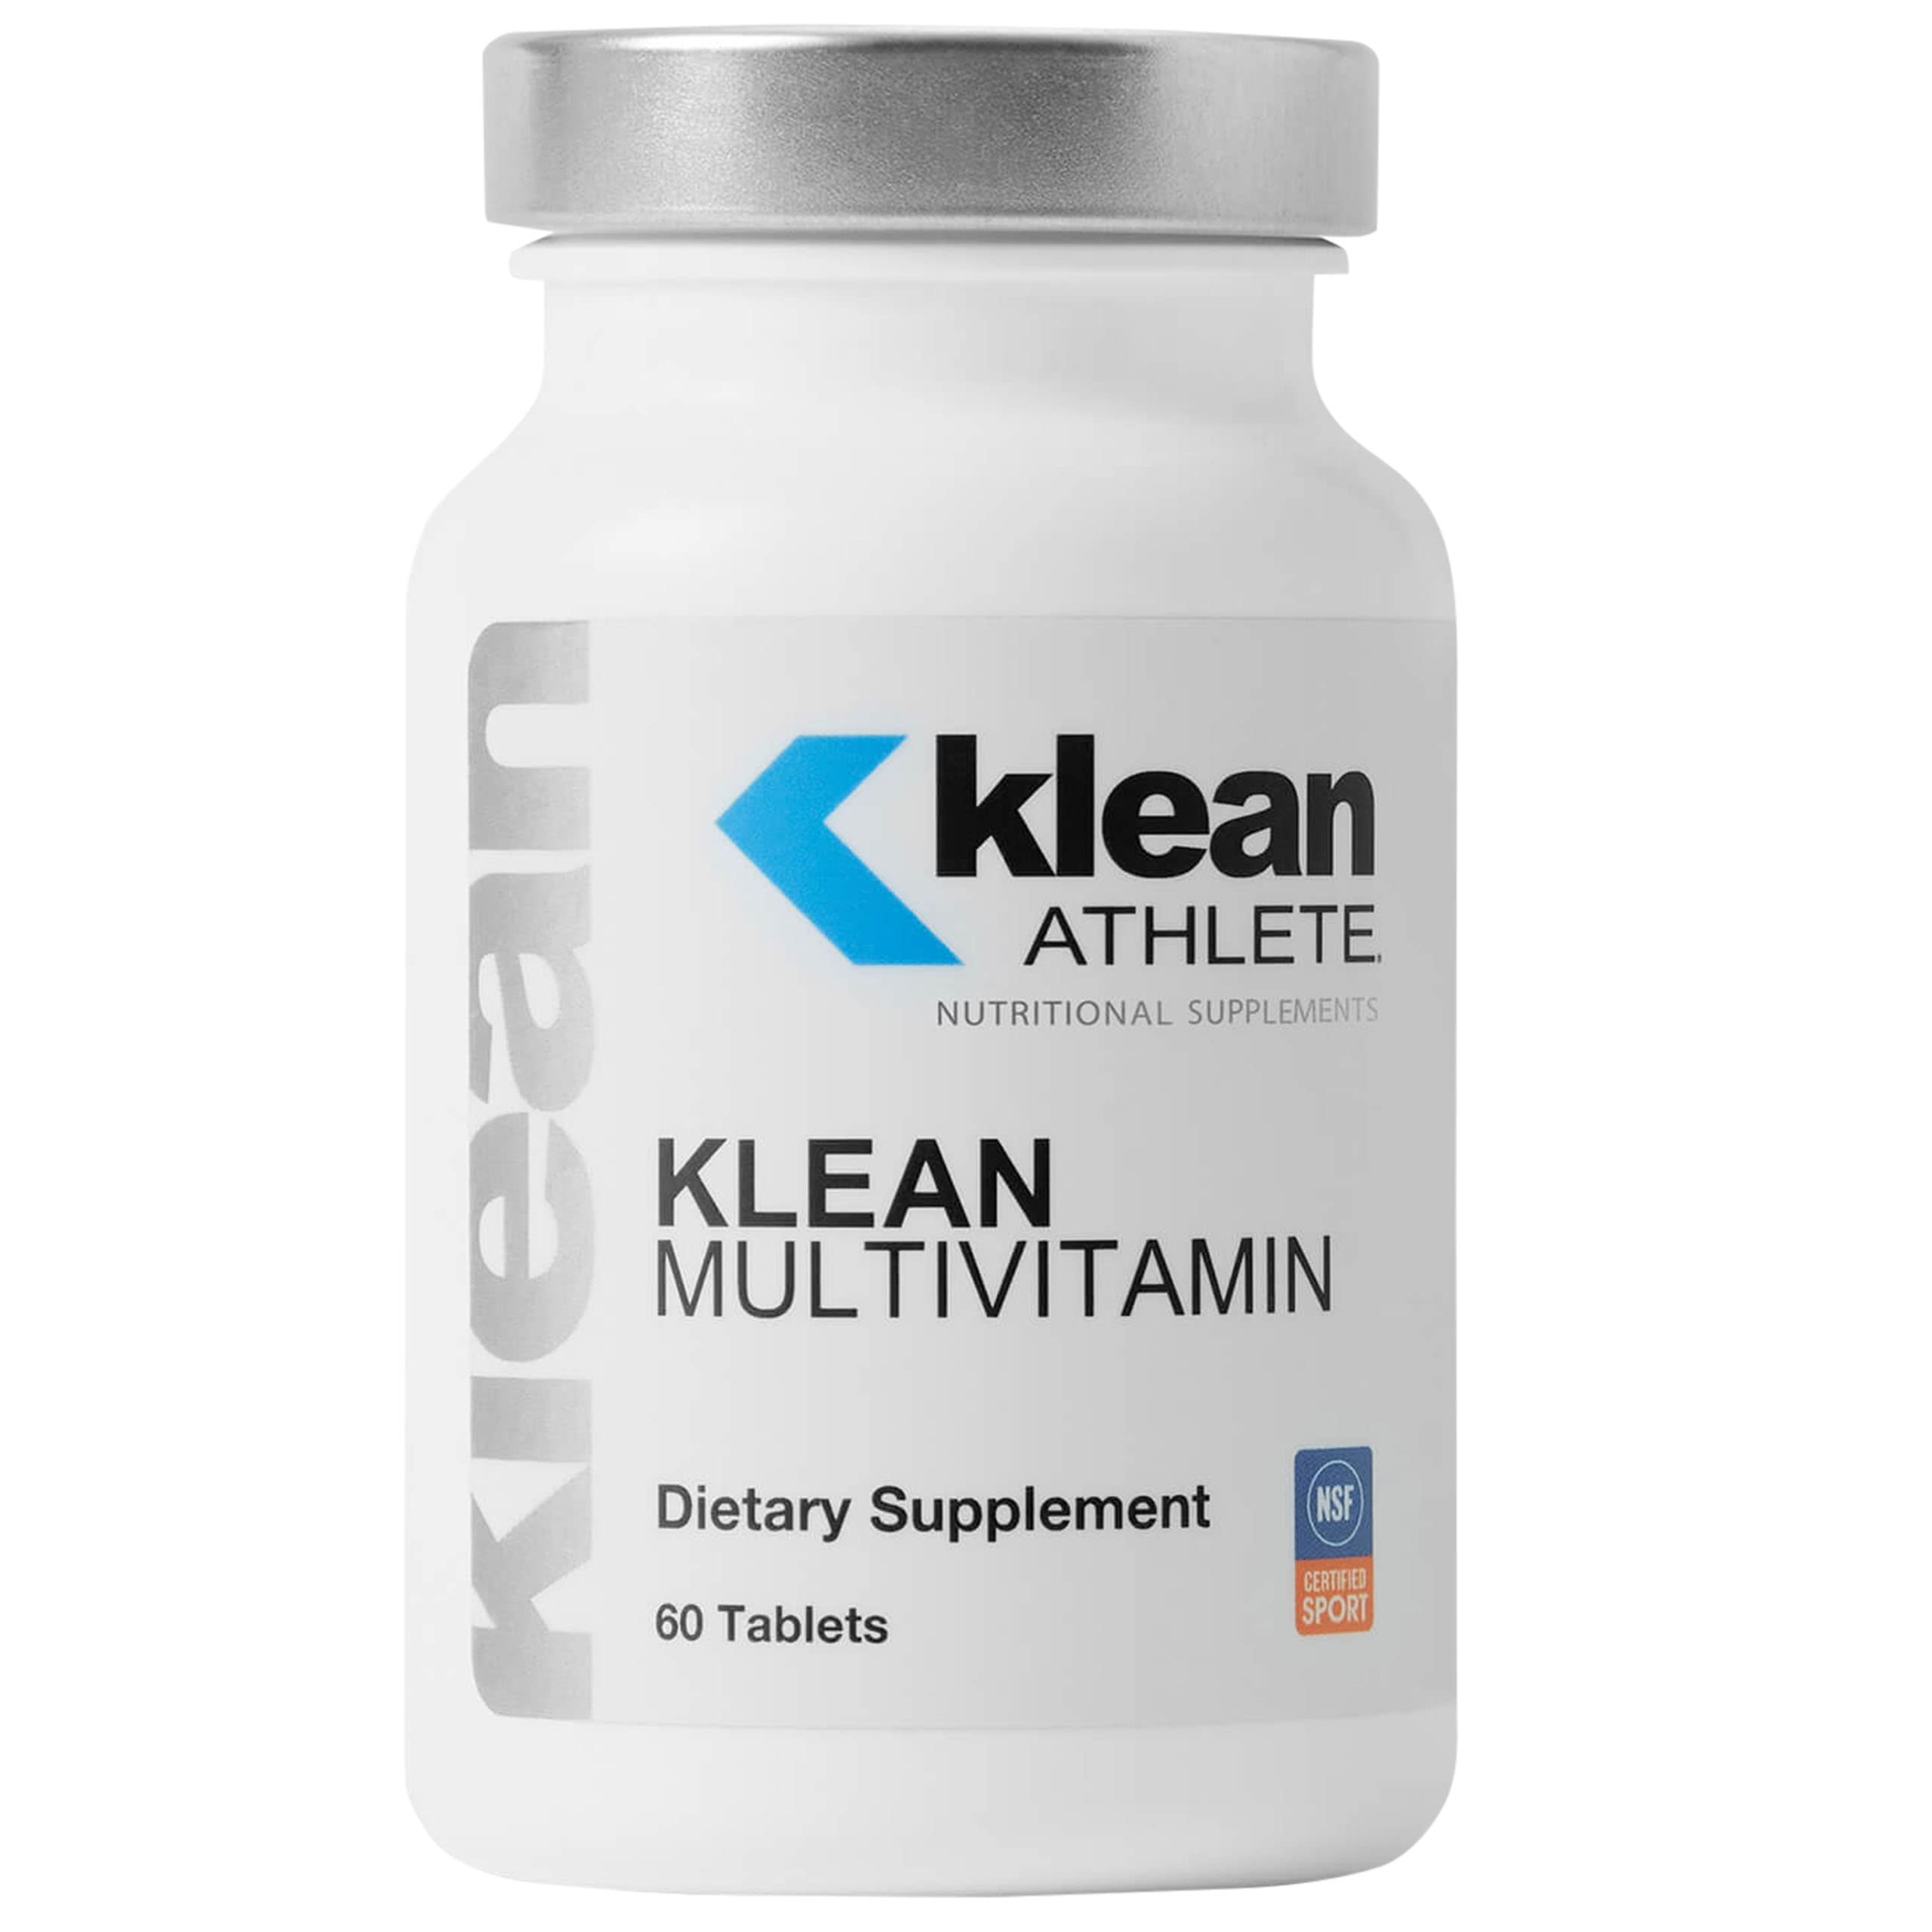 klean
klean
ATHLETE
NUTRITIONAL SUPPLEMENTS
KLEAN
MULTIVITAMIN
Dietary Supplement
60 Tablets
NSF
CERTIFIED
SPORT